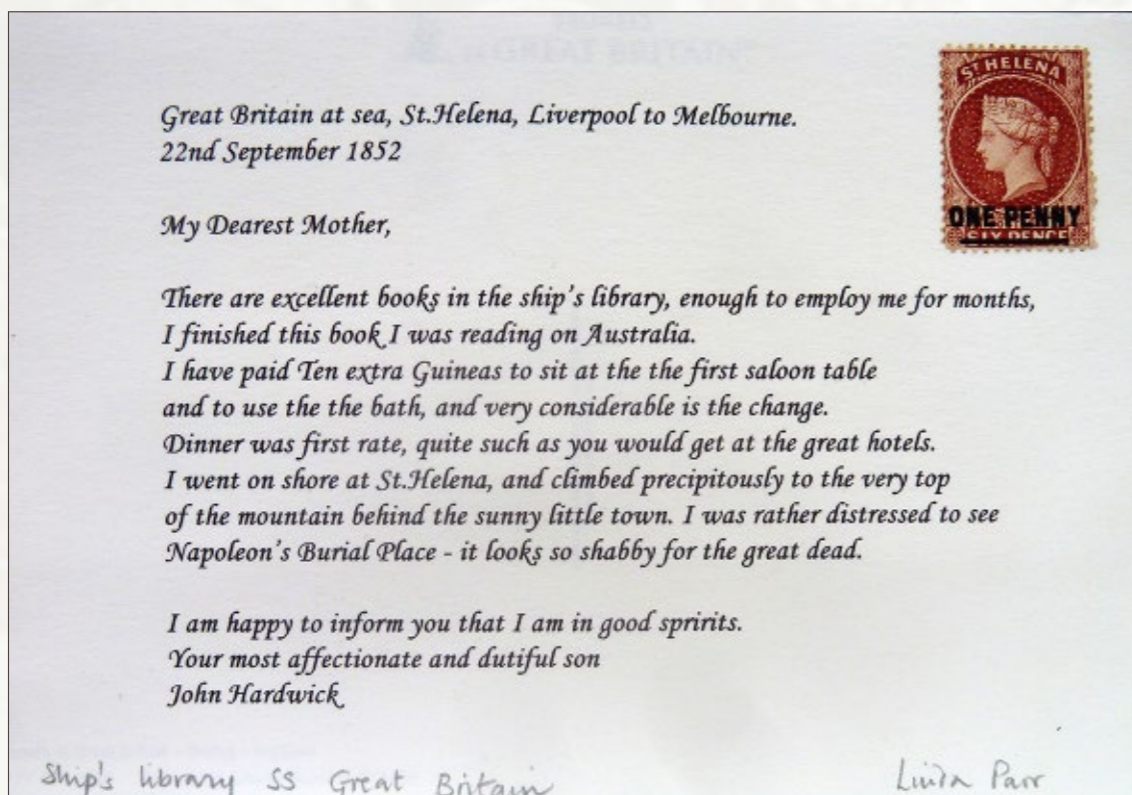 GREAT BRITAIN
ST HELENA
ONE PENNY
SIX PENCE
Great Britain at sea, St.Helena, Liverpool to Melbourne.
22nd September 1852
My Dearest Mother,
There are excellent books in the ship's library, enough to employ me for months,
I finished this book I was reading on Australia.
I have paid Ten extra Guineas to sit at the the first saloon table
and to use the the bath, and very considerable is the change.
Dinner was first rate, quite such as you would get at the great hotels.
I went on shore at St.Helena, and climbed precipitously to the very top
of the mountain behind the sunny little town. I was rather distressed to see
Napoleon's Burial Place - it looks so shabby for the great dead.
I am happy to inform you that I am in good spririts.
Your most affectionate and dutiful son
John Hardwick
Ship's library SS Great Britain
Linda Parr